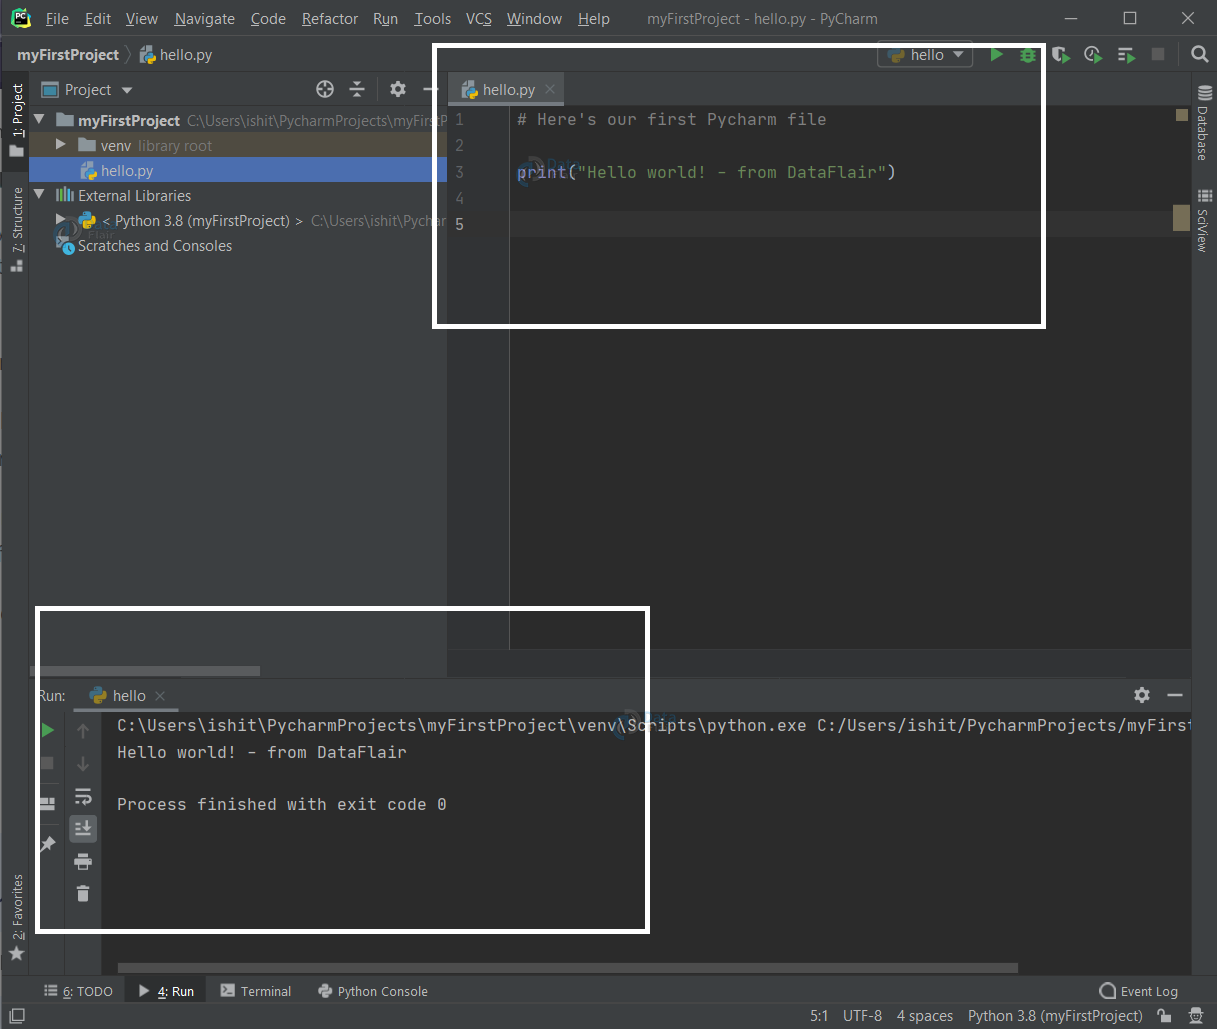 PC File Edit View Navigate Code Refactor Run Tools VCS Window Help myFirstProject - hello.py - PyCharm
myFirstProject hello.py hello
1: Project
Project
hello.py
myFirstProject C:\Users\ishit\PycharmProjects\myFirstP
venv library root
hello.py
External Libraries
< Python 3.8 (myFirstProject) > C:\Users\ishit\Pychar
Scratches and Consoles
7: Structure
1 # Here's our first Pycharm file
2
3 print("Hello world! - from DataFlair")
4
5
Database
SciView
Data
Flair
Run: hello
C:\Users\ishit\PycharmProjects\myFirstProject\venv\Scripts\python.exe C:/Users/ishit/PycharmProjects/myFirst
Hello world! - from DataFlair
Process finished with exit code 0
2: Favorites
6: TODO 4: Run Terminal Python Console Event Log
5:1 UTF-8 4 spaces Python 3.8 (myFirstProject)